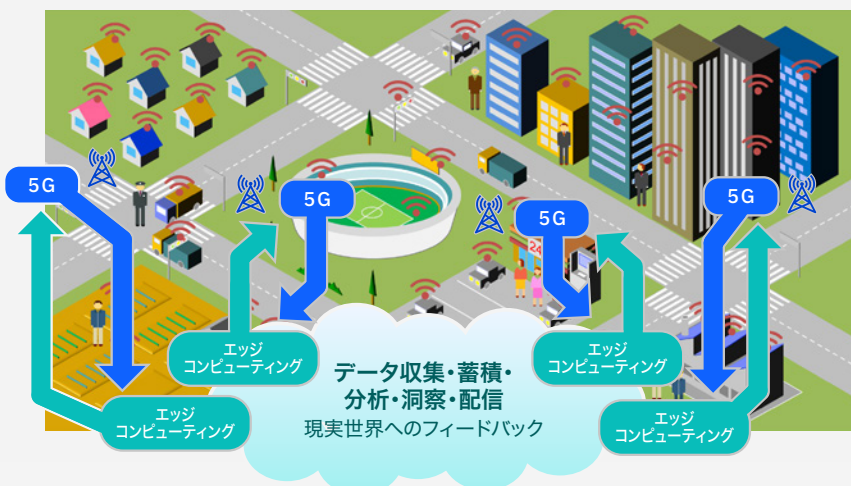 5G
5G
5G
5G
24
エッジ
コンピューティング
エッジ
コンピューティング
データ収集・蓄積・
分析・洞察・配信
現実世界へのフィードバック
エッジ
コンピューティング
エッジ
コンピューティング